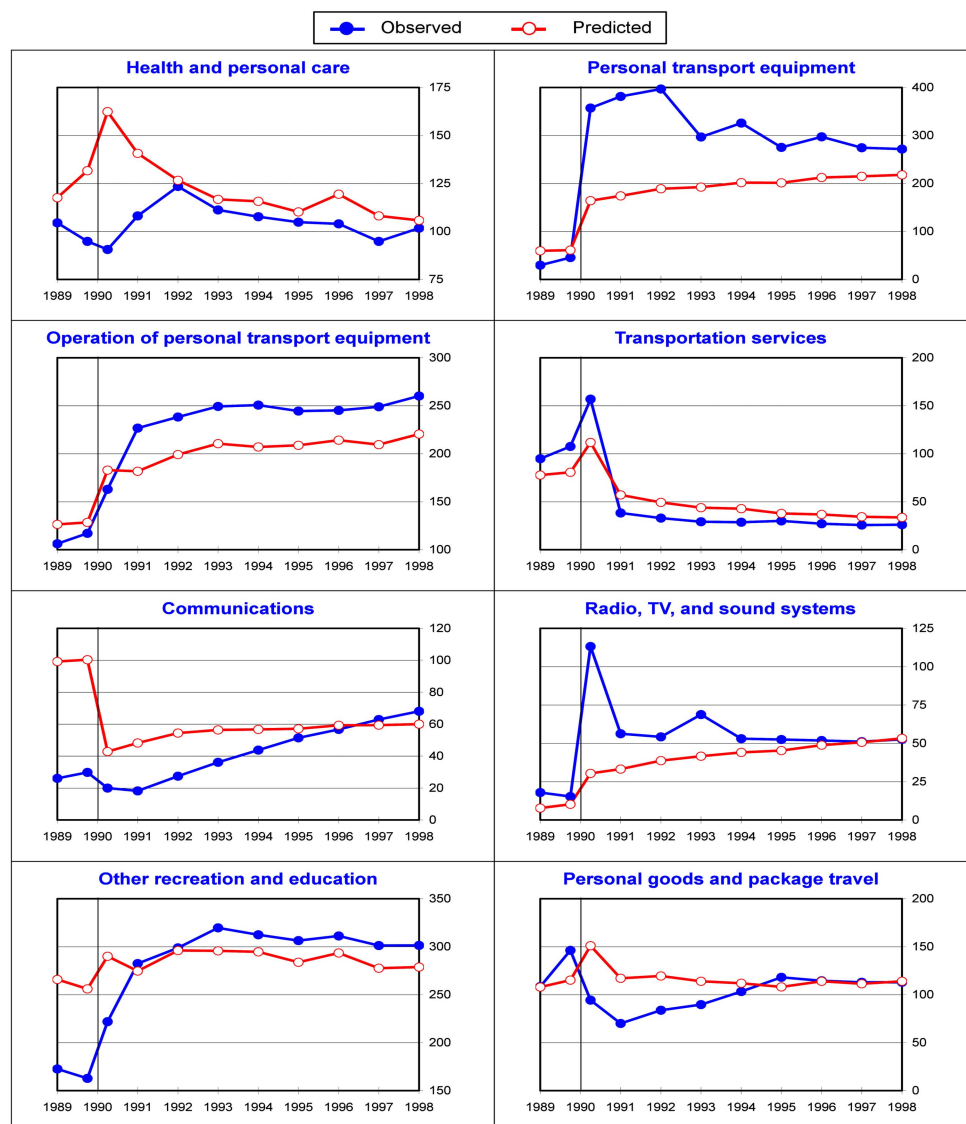 Observed Predicted
Health and personal care
175
150
125
100
75
1989 1990 1991 1992 1993 1994 1995 1996 1997 1998
Personal transport equipment
400
300
200
100
0
1989 1990 1991 1992 1993 1994 1995 1996 1997 1998
Operation of personal transport equipment
300
250
200
150
100
1989 1990 1991 1992 1993 1994 1995 1996 1997 1998
Transportation services
200
150
100
50
0
1989 1990 1991 1992 1993 1994 1995 1996 1997 1998
Communications
120
100
80
60
40
20
0
1989 1990 1991 1992 1993 1994 1995 1996 1997 1998
Radio, TV, and sound systems
125
100
75
50
25
0
1989 1990 1991 1992 1993 1994 1995 1996 1997 1998
Other recreation and education
350
300
250
200
150
1989 1990 1991 1992 1993 1994 1995 1996 1997 1998
Personal goods and package travel
200
150
100
50
0
1989 1990 1991 1992 1993 1994 1995 1996 1997 1998